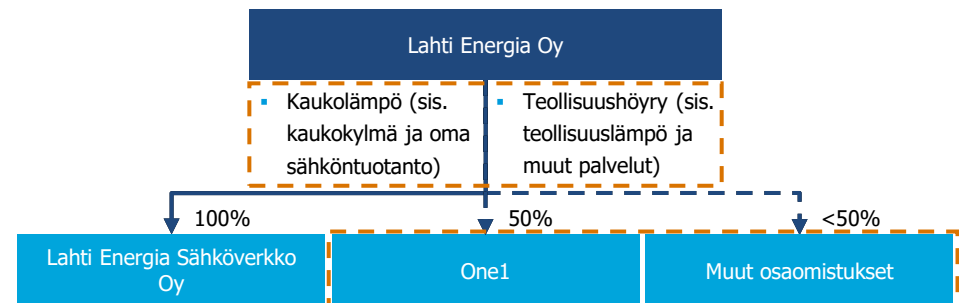 Lahti Energia Oy
▪ Kaukolämpö (sis.
kaukokylmä ja oma
sähköntuotanto)
▪ Teollisuushöyry (sis.
teollisuuslämpö ja
muut palvelut)
100%
50%
<50%
Lahti Energia Sähköverkko
Oy
One1
Muut osaomistukset